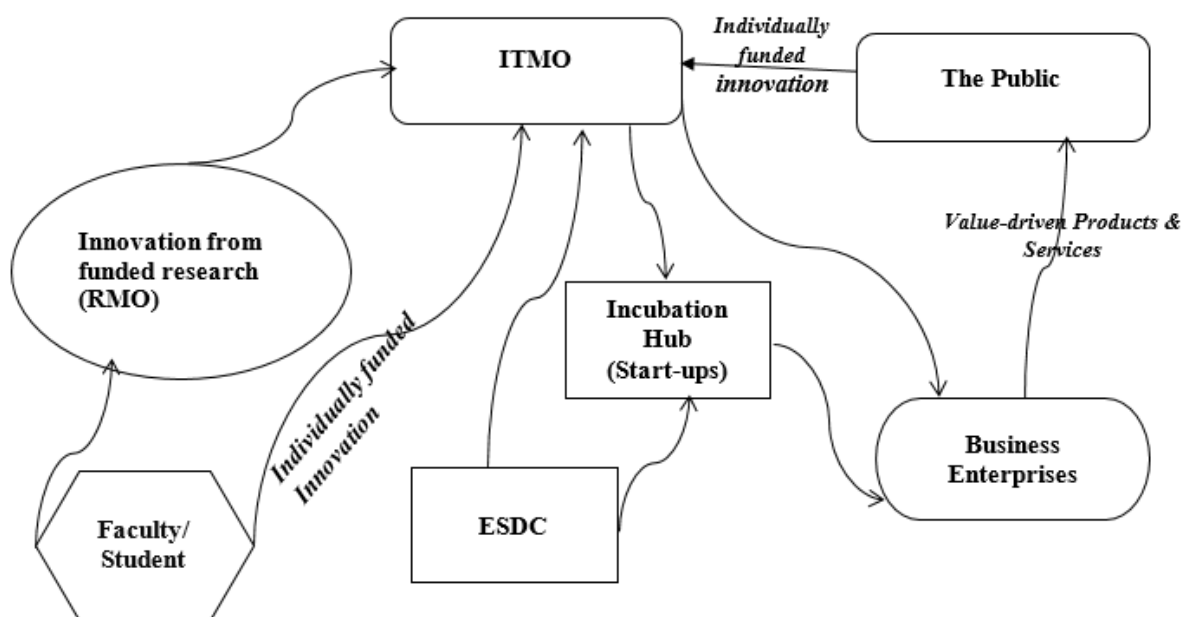 ITMO
Individually
funded
innovation
The Public
Innovation from
funded research
(RMO)
Value-driven Products &
Services
Incubation
Hub
(Start-ups)
Individually funded
Innovation
Business
Enterprises
Faculty/
Student
ESDC